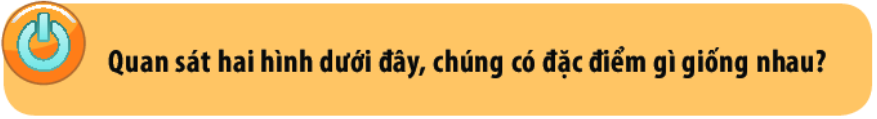 Quan sát hai hình dưới đây, chúng có đặc điểm gì giống nhau?